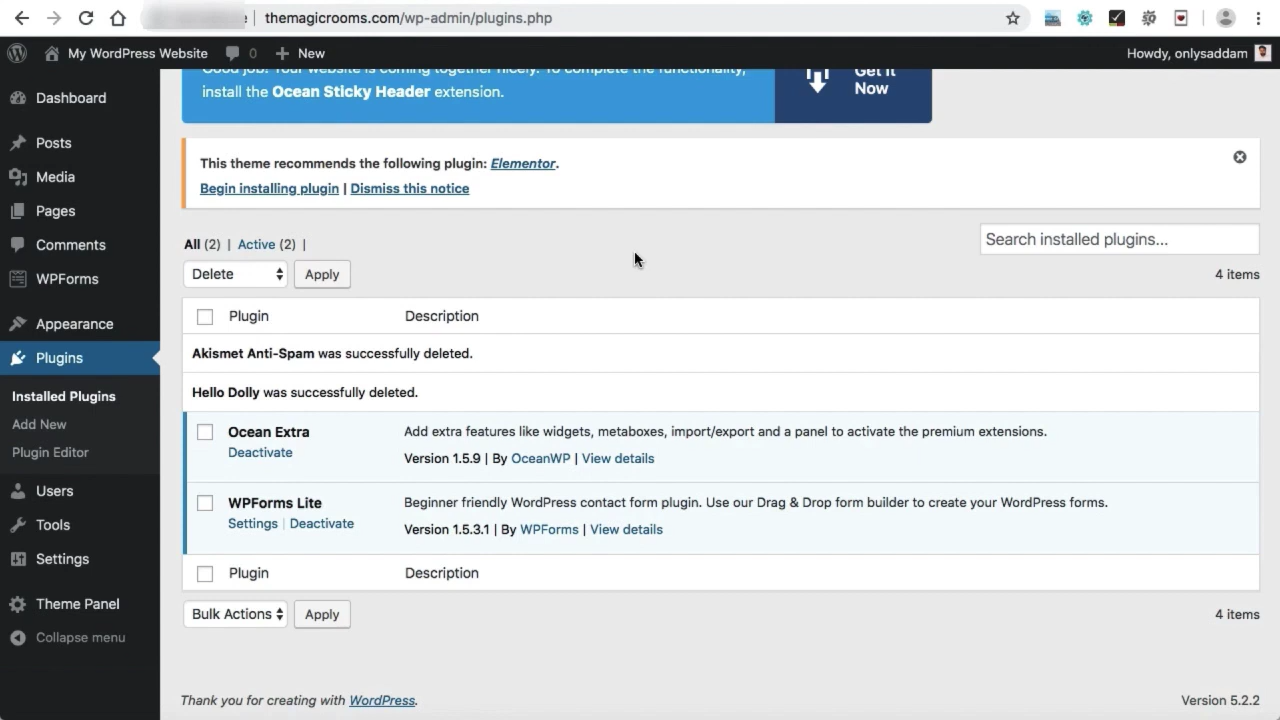 themagicrooms.com/wp-admin/plugins.php
My WordPress Website 0 New
Howdy, onlysaddam
Dashboard
Posts
Media
Pages
Comments
WPForms
Appearance
Plugins
Installed Plugins
Add New
Plugin Editor
Users
Tools
Settings
Theme Panel
Collapse menu
Good job! Your website is coming together nicely. To complete the functionality,
install the Ocean Sticky Header extension.
Get it
Now
This theme recommends the following plugin: Elementor.
Begin installing plugin | Dismiss this notice
All (2) | Active (2) |
Search installed plugins...
Delete Apply
4 items
Plugin Description
Akismet Anti-Spam was successfully deleted.
Hello Dolly was successfully deleted.
Ocean Extra
Deactivate
Add extra features like widgets, metaboxes, import/export and a panel to activate the premium extensions.
Version 1.5.9 | By OceanWP | View details
WPForms Lite
Settings | Deactivate
Beginner friendly WordPress contact form plugin. Use our Drag & Drop form builder to create your WordPress forms.
Version 1.5.3.1 | By WPForms | View details
Plugin Description
Bulk Actions Apply
4 items
Thank you for creating with WordPress.
Version 5.2.2